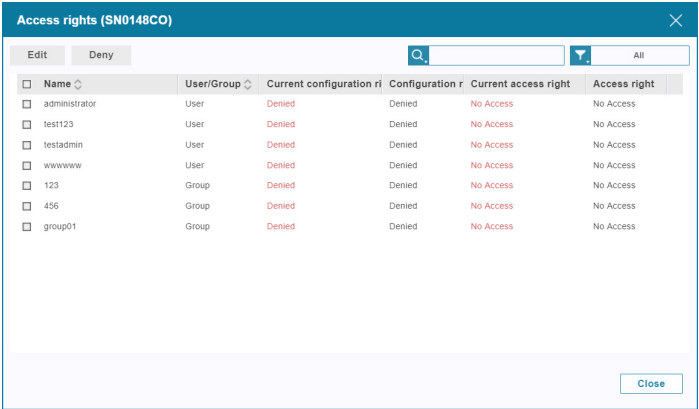 Access rights (SN0148CO)
Edit Deny All
Name User/Group Current configuration ri Configuration r Current access right Access right
administrator User Denied Denied No Access No Access
test123 User Denied Denied No Access No Access
testadmin User Denied Denied No Access No Access
wwwwww User Denied Denied No Access No Access
123 Group Denied Denied No Access No Access
456 Group Denied Denied No Access No Access
group01 Group Denied Denied No Access No Access
Close